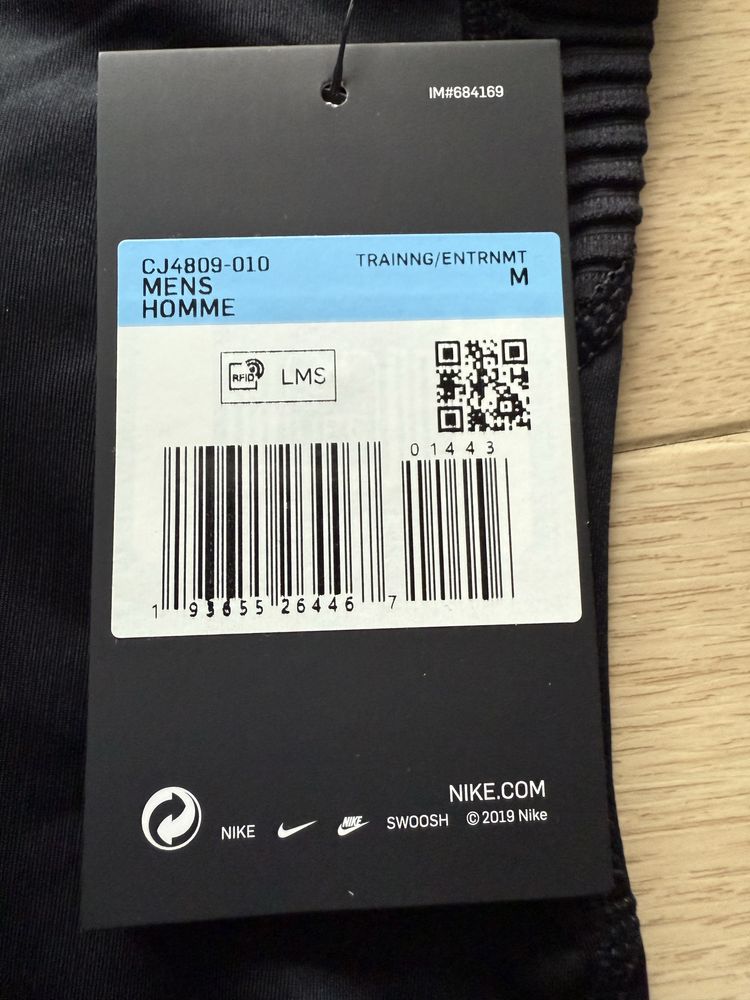 IM#684169
CJ4809-010
TRAINNG/ENTRNMT
MENS
M
HOMME
RFID
LMS
01443
1 93655 26446 7
NIKE.COM
NIKE
NIKE
SWOOSH
© 2019 Nike